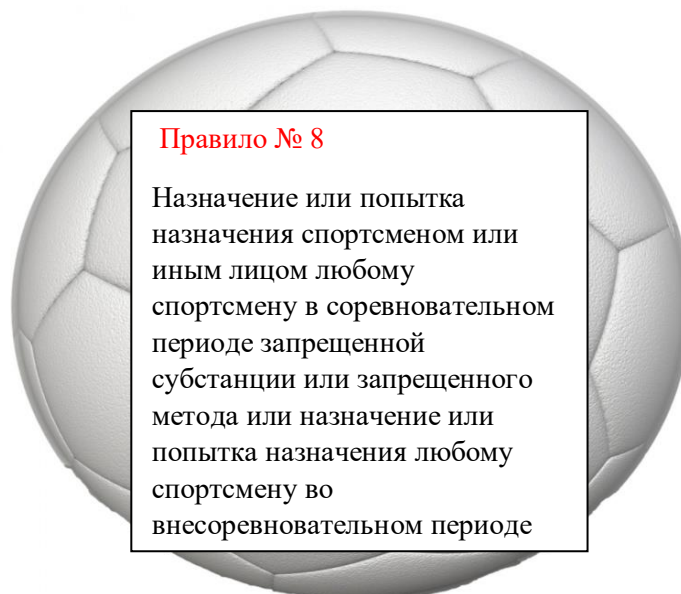 Правило № 8
Назначение или попытка
назначения спортсменом или
иным лицом любому
спортсмену в соревновательном
периоде запрещенной
субстанции или запрещенного
метода или назначение или
попытка назначения любому
спортсмену во
внесоревновательном периоде